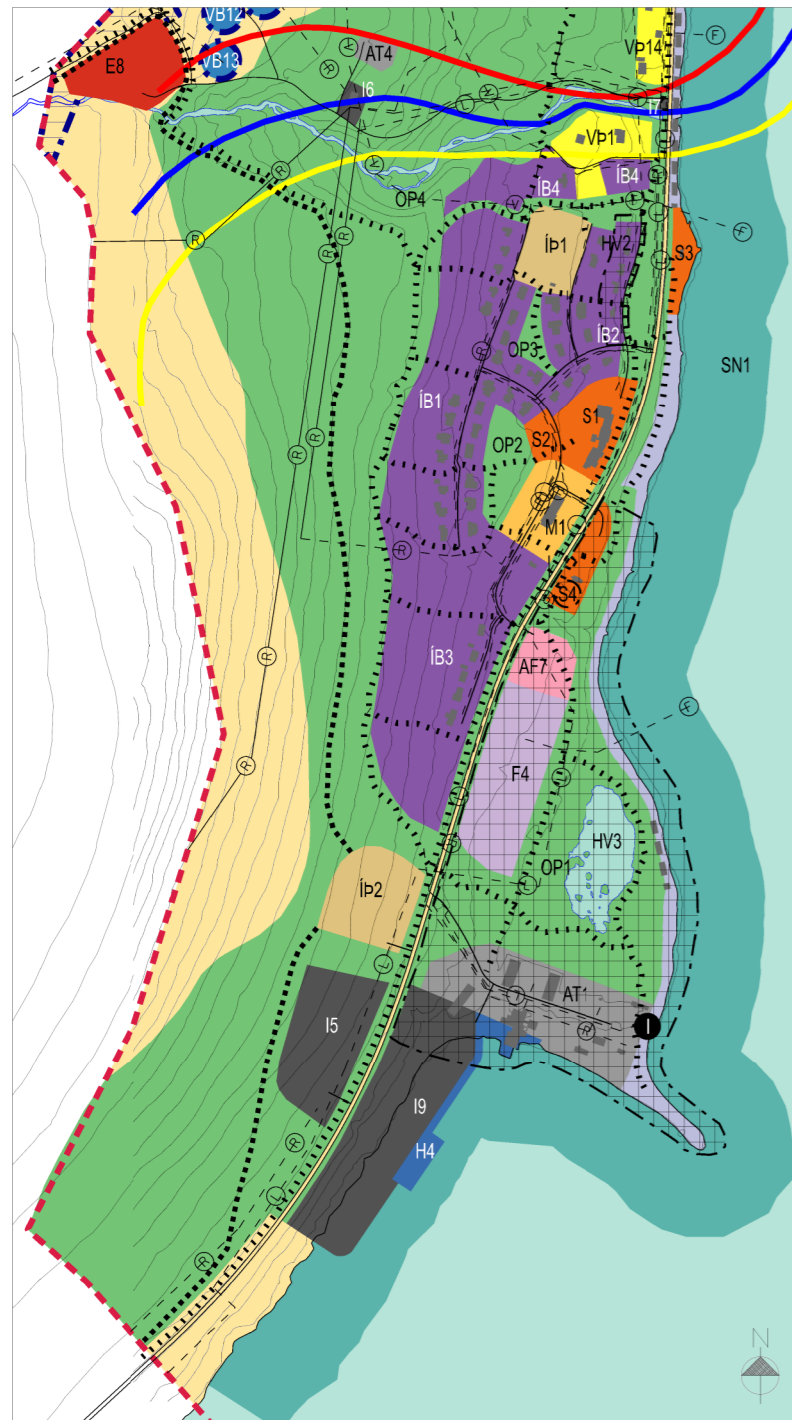 VB12
VB13
E8
AT4
I6
VÞ14
F
I7
VÞ1
R
ÍB4
ÍB4
OP4
V
F
R
ÍÞ1
HV2
S3
R
R
L
OP3
ÍB2
SN1
R
ÍB1
S1
S2
OP2
R
R
M1
R
S4
ÍB3
R
AF7
F
F4
R
L
L
HV3
OP1
L
ÍÞ2
L
AT1
L
I5
R
I
I9
H4
R
L
R
N